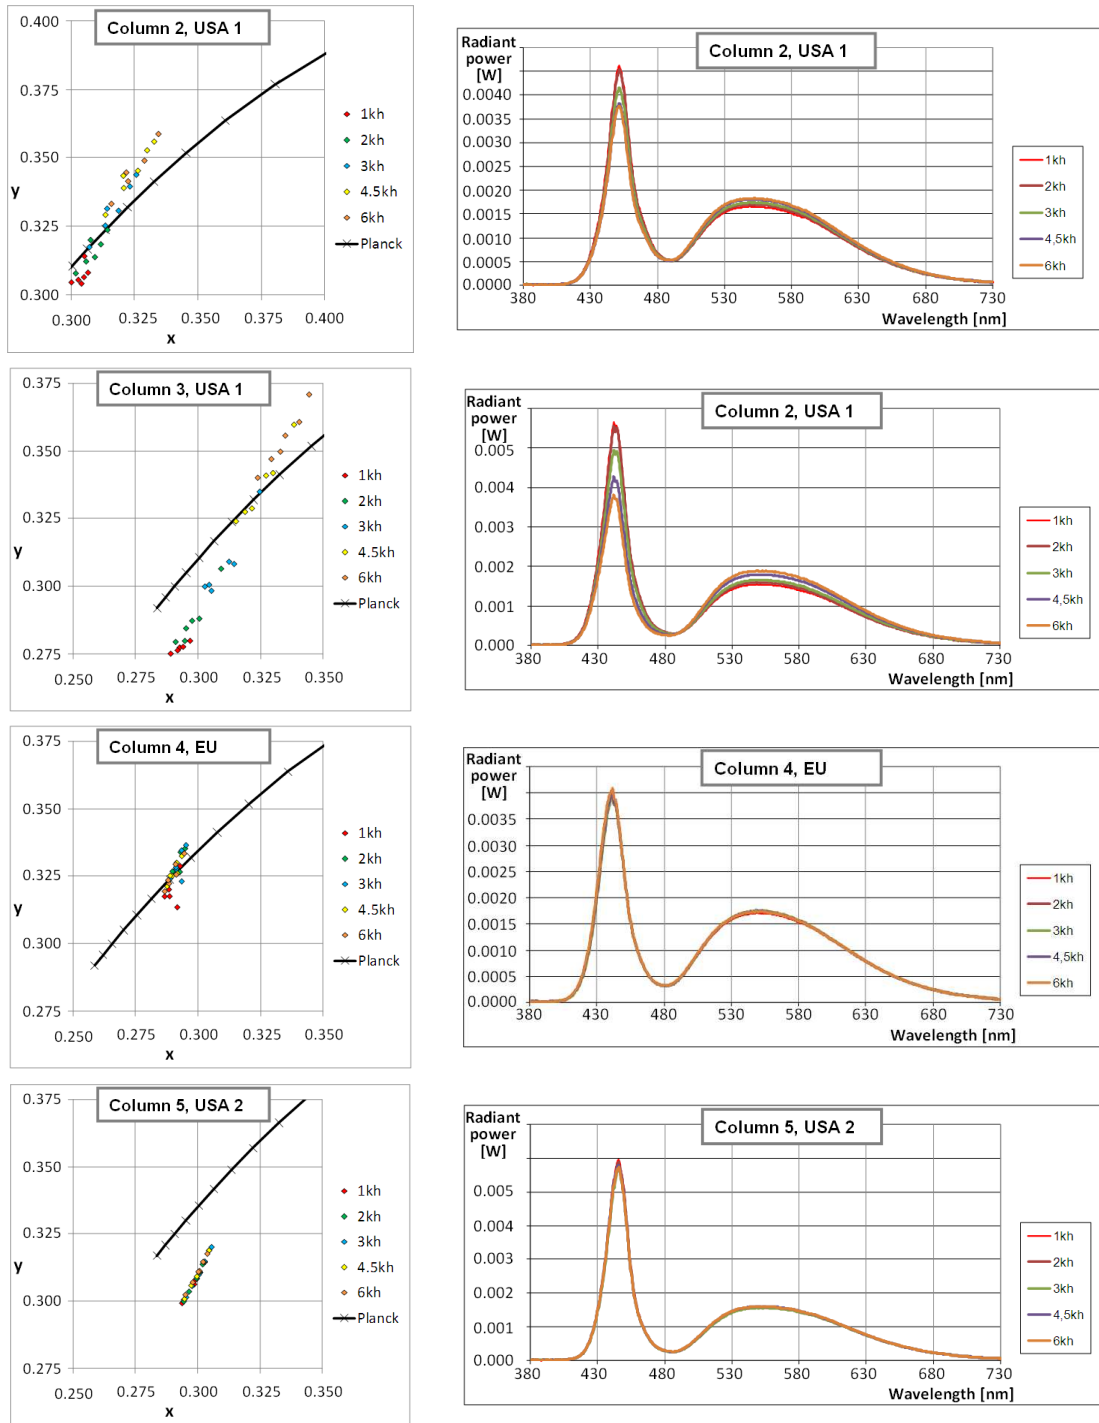 Column 2, USA 1
0.400
0.375
0.350
0.325
0.300
y
0.300
0.325
0.350
0.375
0.400
x
1kh
2kh
3kh
4.5kh
6kh
Planck
Column 2, USA 1
Radiant
power
[W]
0.0040
0.0035
0.0030
0.0025
0.0020
0.0015
0.0010
0.0005
0.0000
380 430 480 530 580 630 680 730
Wavelength [nm]
1kh
2kh
3kh
4,5kh
6kh
Column 3, USA 1
0.375
0.350
0.325
0.300
0.275
y
0.250 0.275 0.300 0.325 0.350
x
1kh
2kh
3kh
4.5kh
6kh
Planck
Column 2, USA 1
Radiant
power
[W]
0.005
0.004
0.003
0.002
0.001
0.000
380 430 480 530 580 630 680 730
Wavelength [nm]
1kh
2kh
3kh
4,5kh
6kh
Column 4, EU
0.375
0.350
0.325
0.300
0.275
y
0.250 0.275 0.300 0.325 0.350
x
1kh
2kh
3kh
4.5kh
6kh
Planck
Column 4, EU
Radiant
power
[W]
0.0035
0.0030
0.0025
0.0020
0.0015
0.0010
0.0005
0.0000
380 430 480 530 580 630 680 730
Wavelength [nm]
1kh
2kh
3kh
4,5kh
6kh
Column 5, USA 2
0.375
0.350
0.325
0.300
0.275
y
0.250 0.275 0.300 0.325 0.350
x
1kh
2kh
3kh
4.5kh
6kh
Planck
Column 5, USA 2
Radiant
power
[W]
0.005
0.004
0.003
0.002
0.001
0.000
380 430 480 530 580 630 680 730
Wavelength [nm]
1kh
2kh
3kh
4,5kh
6kh